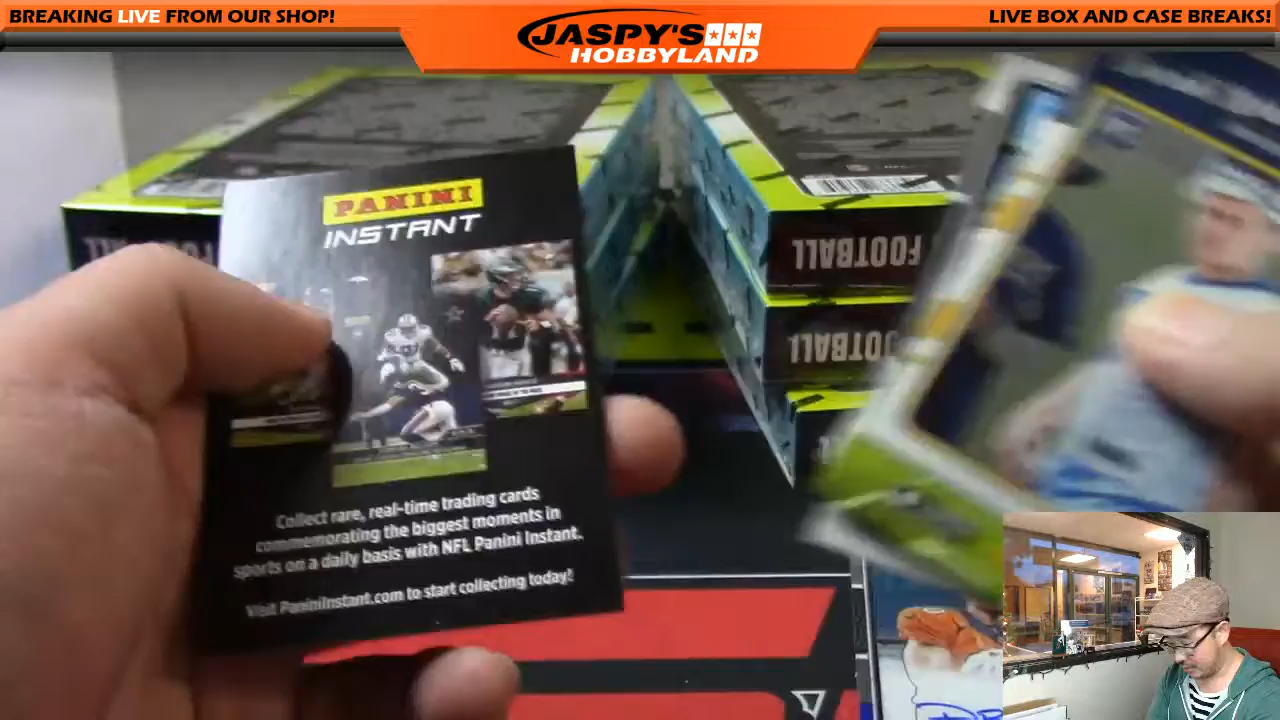 BREAKING LIVE FROM OUR SHOP!
JASPY'S
HOBBYLAND
LIVE BOX AND CASE BREAKS!
PANINI
INSTANT
FOOTBALL
FOOTBALL
Collect rare, real-time trading cards
commemorating the biggest moments in
sports on a daily basis with NFL Panini Instant.
Visit PaniniInstant.com to start collecting today!